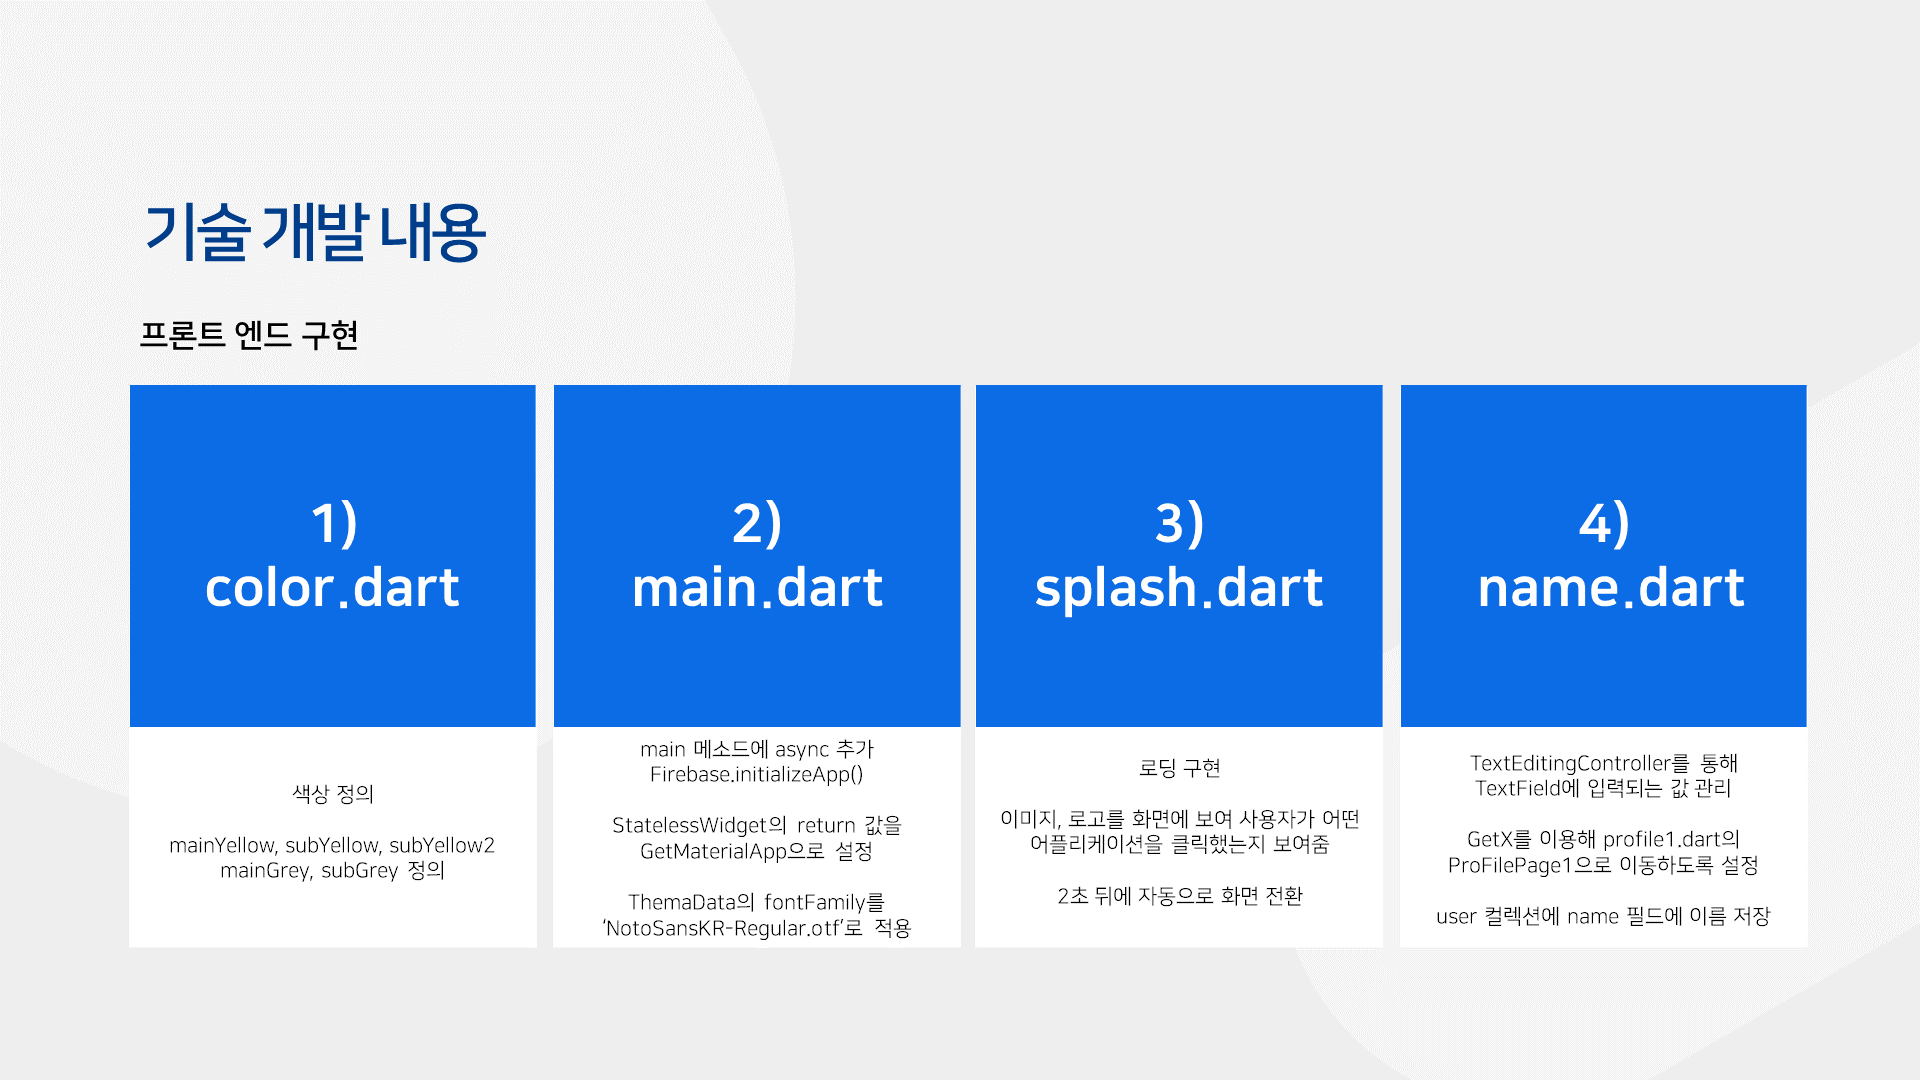 기술 개발 내용
프론트 엔드 구현
1)
color.dart
색상 정의
mainYellow, subYellow, subYellow2
mainGrey, subGrey 정의
2)
main.dart
main 메소드에 async 추가
Firebase.initializeApp()
StatelessWidget의 return 값을
GetMaterialApp으로 설정
ThemaData의 fontFamily를
‘NotoSansKR-Regular.otf’로 적용
3)
splash.dart
로딩 구현
이미지, 로고를 화면에 보여 사용자가 어떤
어플리케이션을 클릭했는지 보여줌
2초 뒤에 자동으로 화면 전환
4)
name.dart
TextEditingController를 통해
TextField에 입력되는 값 관리
GetX를 이용해 profile1.dart의
ProFilePage1으로 이동하도록 설정
user 컬렉션에 name 필드에 이름 저장